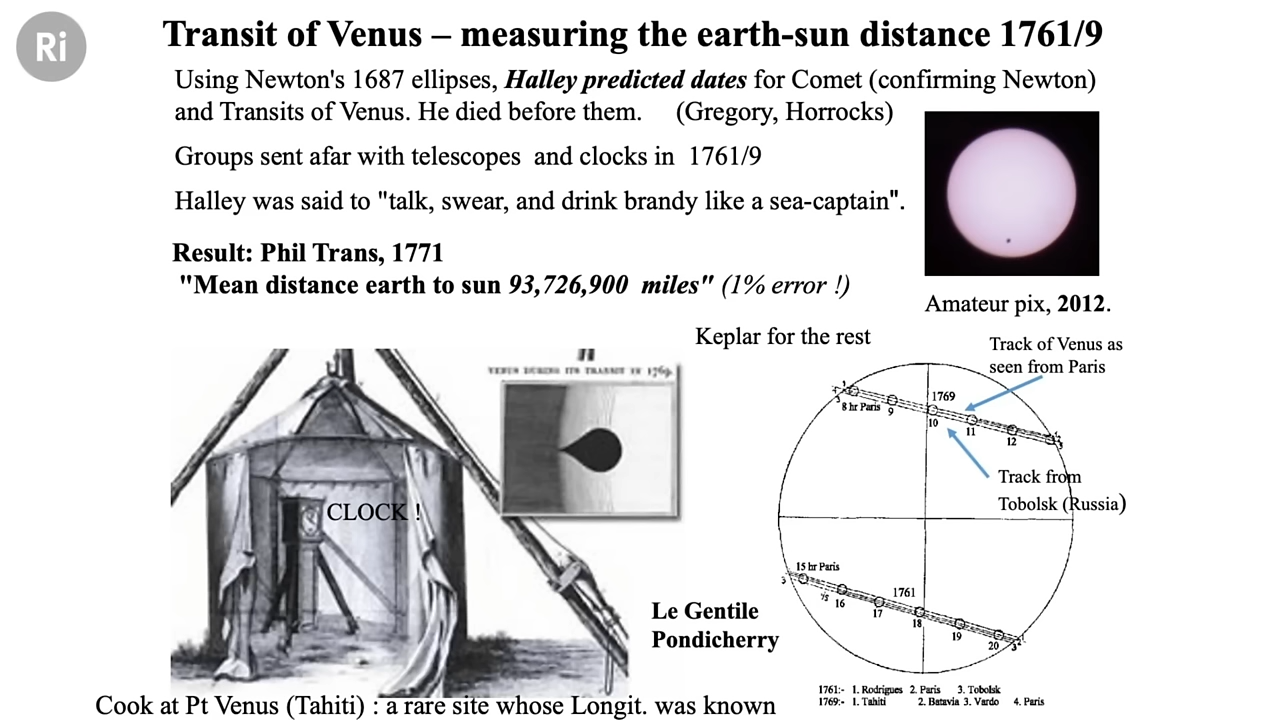 Ri
Transit of Venus – measuring the earth-sun distance 1761/9
Using Newton's 1687 ellipses, Halley predicted dates for Comet (confirming Newton)
and Transits of Venus. He died before them. (Gregory, Horrocks)
Groups sent afar with telescopes and clocks in 1761/9
Halley was said to "talk, swear, and drink brandy like a sea-captain".
Result: Phil Trans, 1771
"Mean distance earth to sun 93,726,900 miles" (1% error !)
Amateur pix, 2012.
Keplar for the rest
Track of Venus as
seen from Paris
VENUS DURING ITS TRANSIT IN 1769.
1769
8 hr Paris 9 10 11 12
Track from
Tobolsk (Russia)
CLOCK !
15 hr Paris
1761
16 17 18 19 20
Le Gentile
Pondicherry
1761:- 1. Rodrigues 2. Paris 3. Tobolsk
1769:- 1. Tahiti 2. Batavia 3. Vardo 4. Paris
Cook at Pt Venus (Tahiti) : a rare site whose Longit. was known